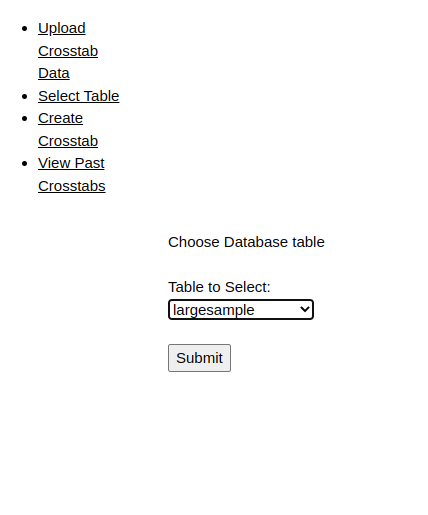 Upload
Crosstab
Data
Select Table
Create
Crosstab
View Past
Crosstabs
Choose Database table
Table to Select:
largesample
Submit